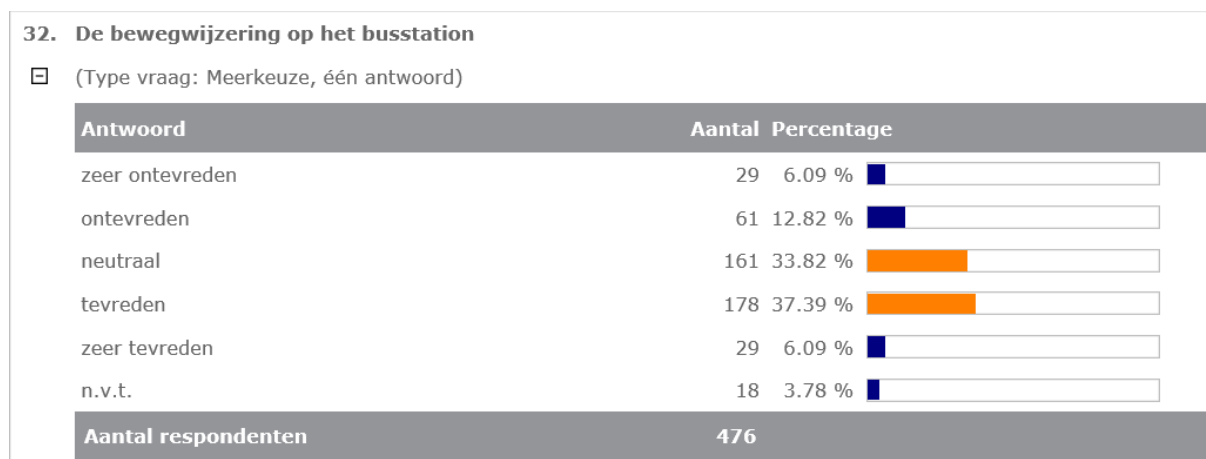 32. De bewegwijzering op het busstation
(Type vraag: Meerkeuze, één antwoord)
Antwoord Aantal Percentage
zeer ontevreden 29 6.09 %
ontevreden 61 12.82 %
neutraal 161 33.82 %
tevreden 178 37.39 %
zeer tevreden 29 6.09 %
n.v.t. 18 3.78 %
Aantal respondenten 476